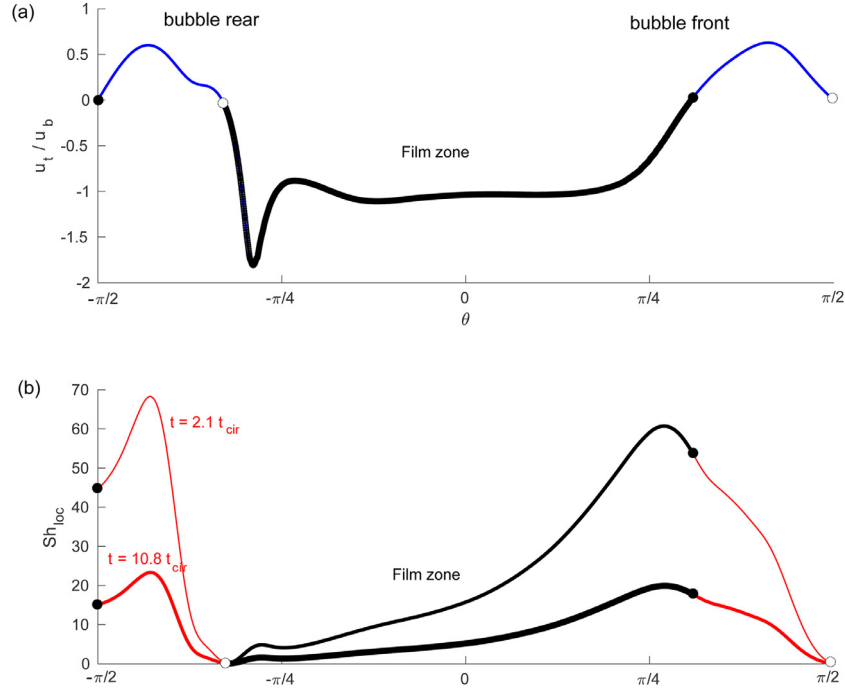 (a)
bubble rear
bubble front
1
0.5
0
-0.5
-1
-1.5
-2
u_t / u_b
Film zone
-π/2
-π/4
0
π/4
π/2
θ
(b)
70
60
50
40
30
20
10
0
Sh_loc
t = 2.1 t_cir
t = 10.8 t_cir
Film zone
-π/2
-π/4
0
π/4
π/2